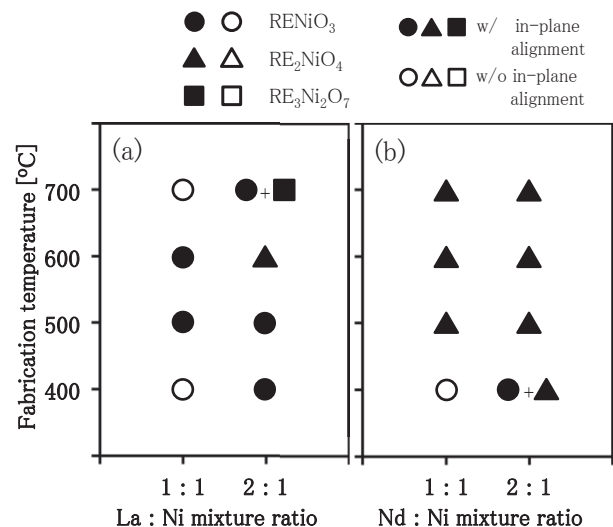 RENiO₃
RE₂NiO₄
RE₃Ni₂O₇
w/ in-plane
alignment
w/o in-plane
alignment
(a)
(b)
Fabrication temperature [ºC]
700
+
600
500
400
+
1 : 1
2 : 1
1 : 1
2 : 1
La : Ni mixture ratio
Nd : Ni mixture ratio